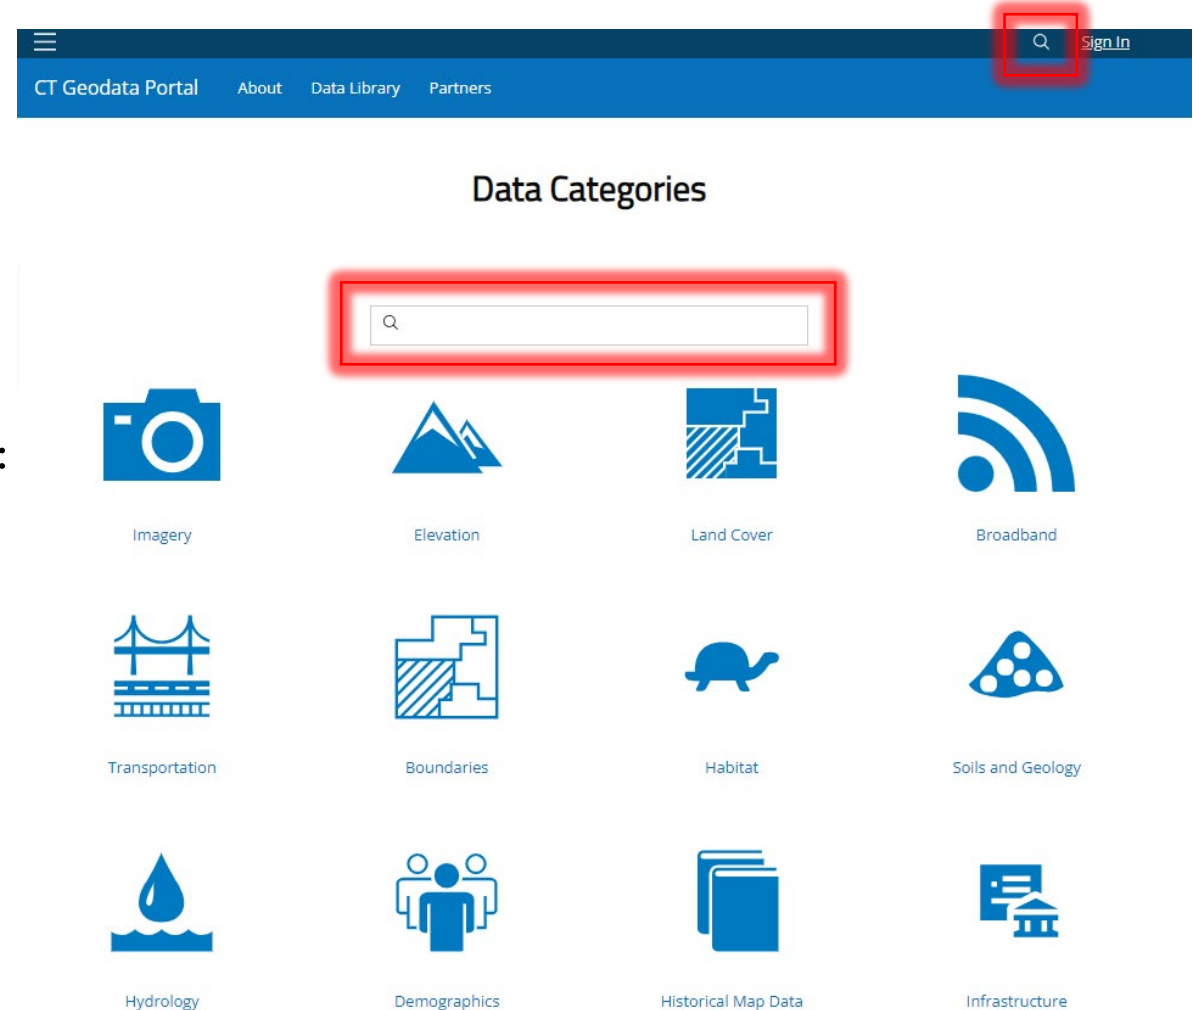 Sign In
CT Geodata Portal About Data Library Partners
Data Categories
:
Imagery Elevation Land Cover Broadband
Transportation Boundaries Habitat Soils and Geology
Hydrology Demographics Historical Map Data Infrastructure